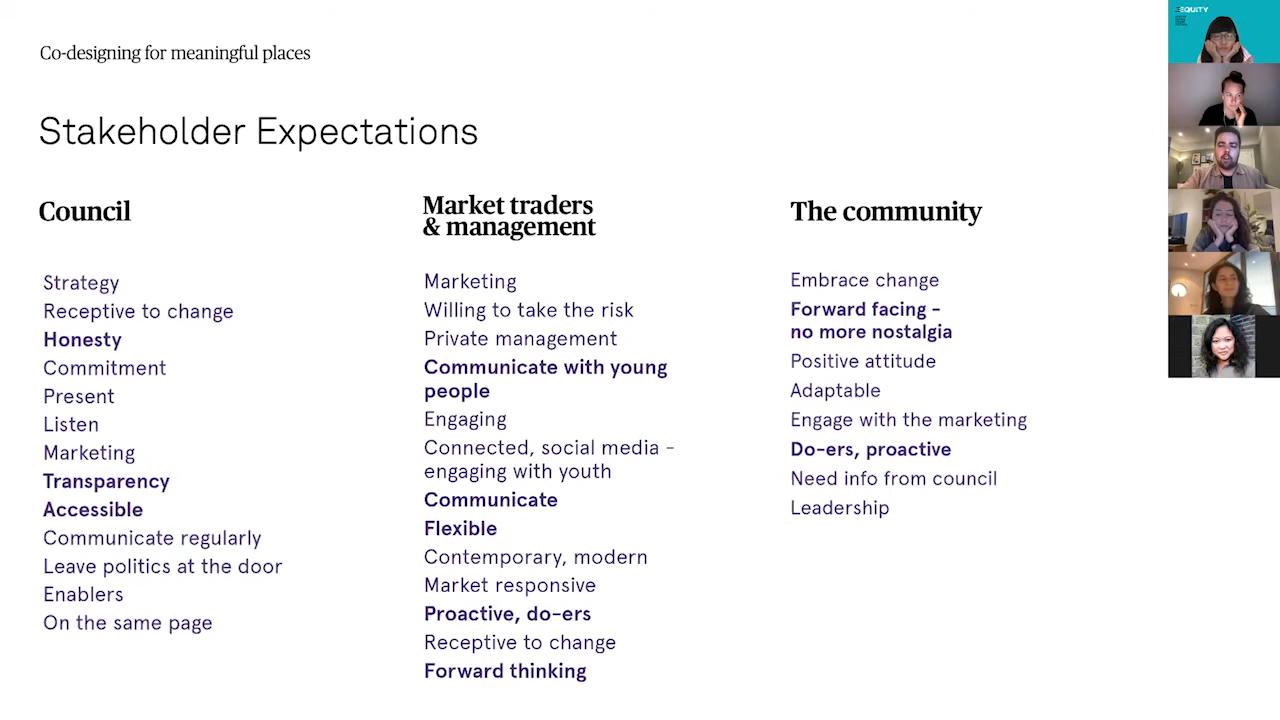 Co-designing for meaningful places
Stakeholder Expectations
Council
Strategy
Receptive to change
Honesty
Commitment
Present
Listen
Marketing
Transparency
Accessible
Communicate regularly
Leave politics at the door
Enablers
On the same page
Market traders
& management
Marketing
Willing to take the risk
Private management
Communicate with young
people
Engaging
Connected, social media -
engaging with youth
Communicate
Flexible
Contemporary, modern
Market responsive
Proactive, do-ers
Receptive to change
Forward thinking
The community
Embrace change
Forward facing -
no more nostalgia
Positive attitude
Adaptable
Engage with the marketing
Do-ers, proactive
Need info from council
Leadership
EQUITY